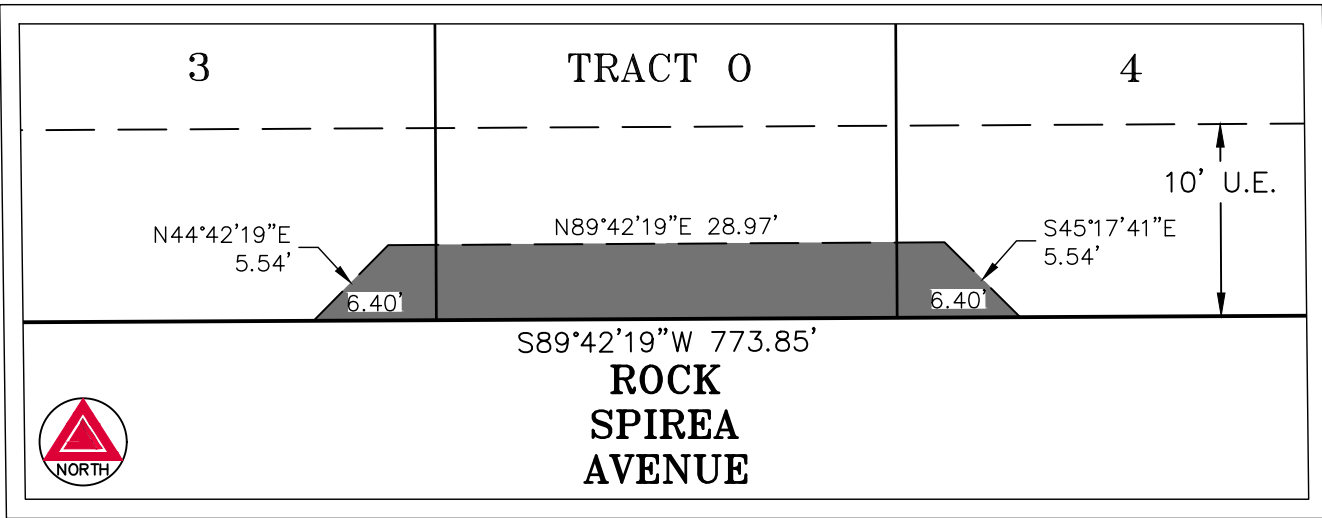 3
TRACT O
4
10' U.E.
N44°42'19"E
5.54'
N89°42'19"E 28.97'
S45°17'41"E
5.54'
6.40'
6.40'
S89°42'19"W 773.85'
ROCK
SPIREA
AVENUE
NORTH